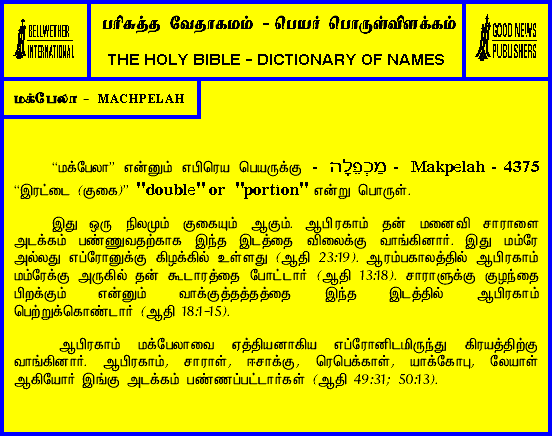 BELLWETHER
INTERNATIONAL
பரிசுத்த வேதாகமம் - பெயர் பொருள்விளக்கம்
THE HOLY BIBLE - DICTIONARY OF NAMES
GOOD NEWS
PUBLISHERS
மக்பேலா - MACHPELAH
“மக்பேலா” என்னும் எபிரெய பெயருக்கு - מַכְפֵּלָה - Makpelah - 4375
“இரட்டை (குகை)” "double" or "portion" என்று பொருள்.
இது ஒரு நிலமும் குகையும் ஆகும். ஆபிரகாம் தன் மனைவி சாராளை
அடக்கம் பண்ணுவதற்காக இந்த இடத்தை விலைக்கு வாங்கினார். இது மம்ரே
அல்லது எப்ரோனுக்கு கிழக்கில் உள்ளது (ஆதி 23:19). ஆரம்பகாலத்தில் ஆபிரகாம்
மம்ரேக்கு அருகில் தன் கூடாரத்தை போட்டார் (ஆதி 13:18). சாராளுக்கு குழந்தை
பிறக்கும் என்னும் வாக்குத்தத்தத்தை இந்த இடத்தில் ஆபிரகாம்
பெற்றுக்கொண்டார் (ஆதி 18:1-15).
ஆபிரகாம் மக்பேலாவை ஏத்தியனாகிய எப்ரோனிடமிருந்து கிரயத்திற்கு
வாங்கினார். ஆபிரகாம், சாராள், ஈசாக்கு, ரெபெக்காள், யாக்கோபு, லேயாள்
ஆகியோர் இங்கு அடக்கம் பண்ணப்பட்டார்கள் (ஆதி 49:31; 50:13).